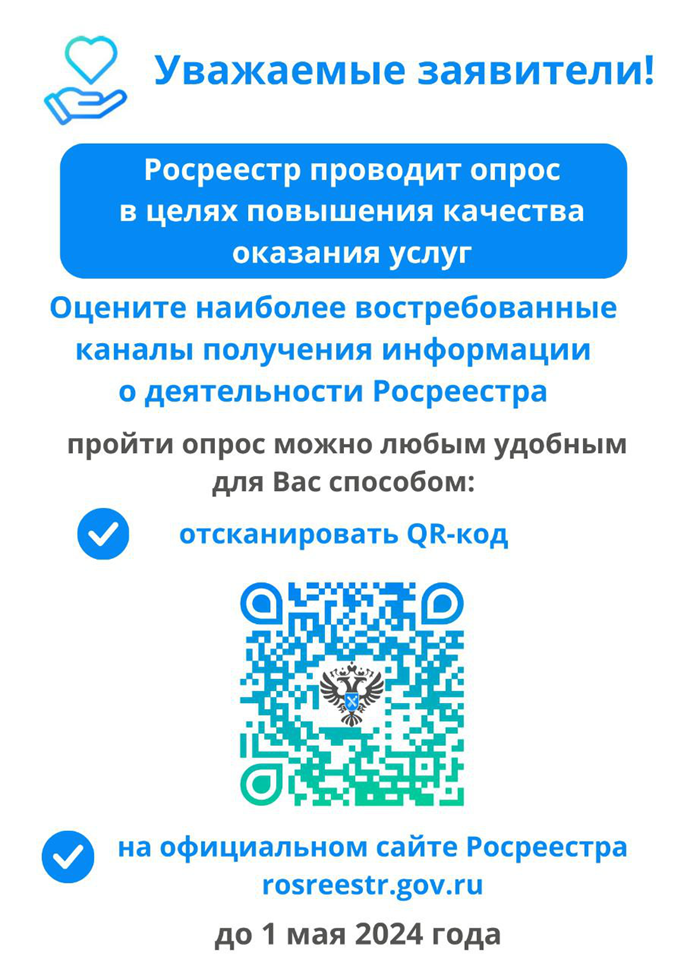 Уважаемые заявители!
Росреестр проводит опрос
в целях повышения качества
оказания услуг
Оцените наиболее востребованные
каналы получения информации
о деятельности Росреестра
пройти опрос можно любым удобным
для Вас способом:
отсканировать QR-код
на официальном сайте Росреестра
rosreestr.gov.ru
до 1 мая 2024 года